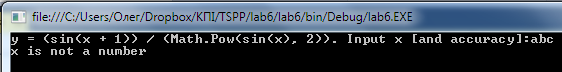 file:///C:/Users/Олег/Dropbox/КПІ/TSPP/lab6/lab6/bin/Debug/lab6.EXE
y = (sin(x + 1)) / (Math.Pow(sin(x), 2)). Input x [and accuracy]:abc
x is not a number